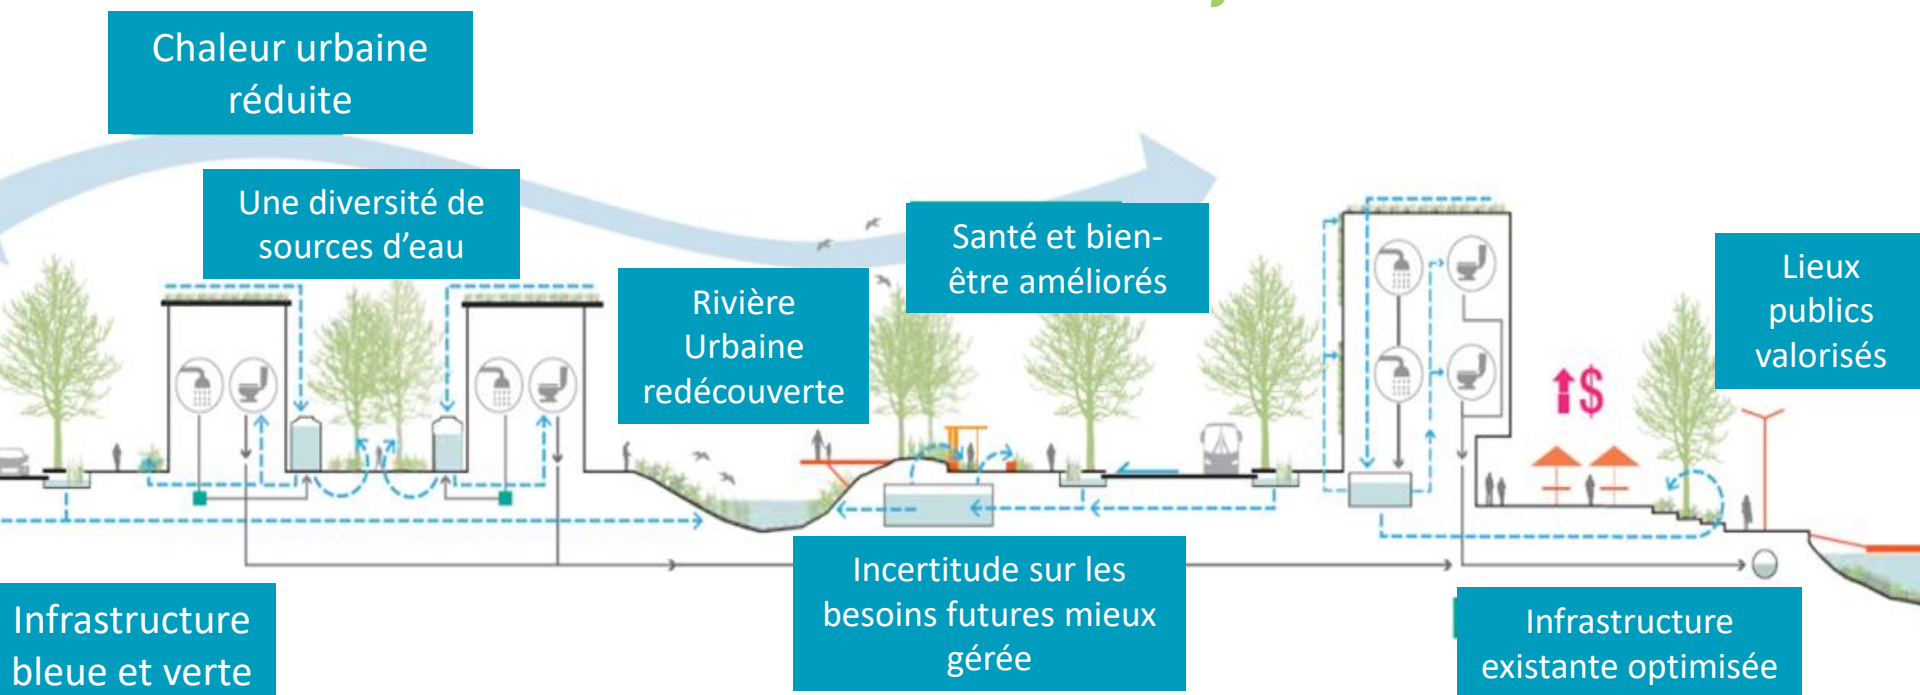 Chaleur urbaine
réduite
Une diversité de
sources d’eau
Rivière
Urbaine
redécouverte
Santé et bien-
être améliorés
Lieux
publics
valorisés
$
Infrastructure
bleue et verte
Incertitude sur les
besoins futures mieux
gérée
Infrastructure
existante optimisée